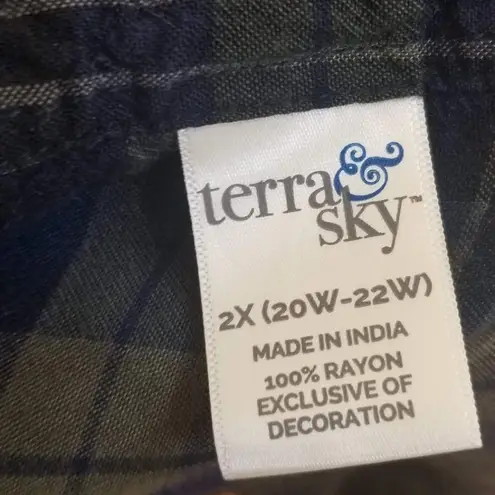 terra &
sky™
2X (20W-22W)
MADE IN INDIA
100% RAYON
EXCLUSIVE OF
DECORATION